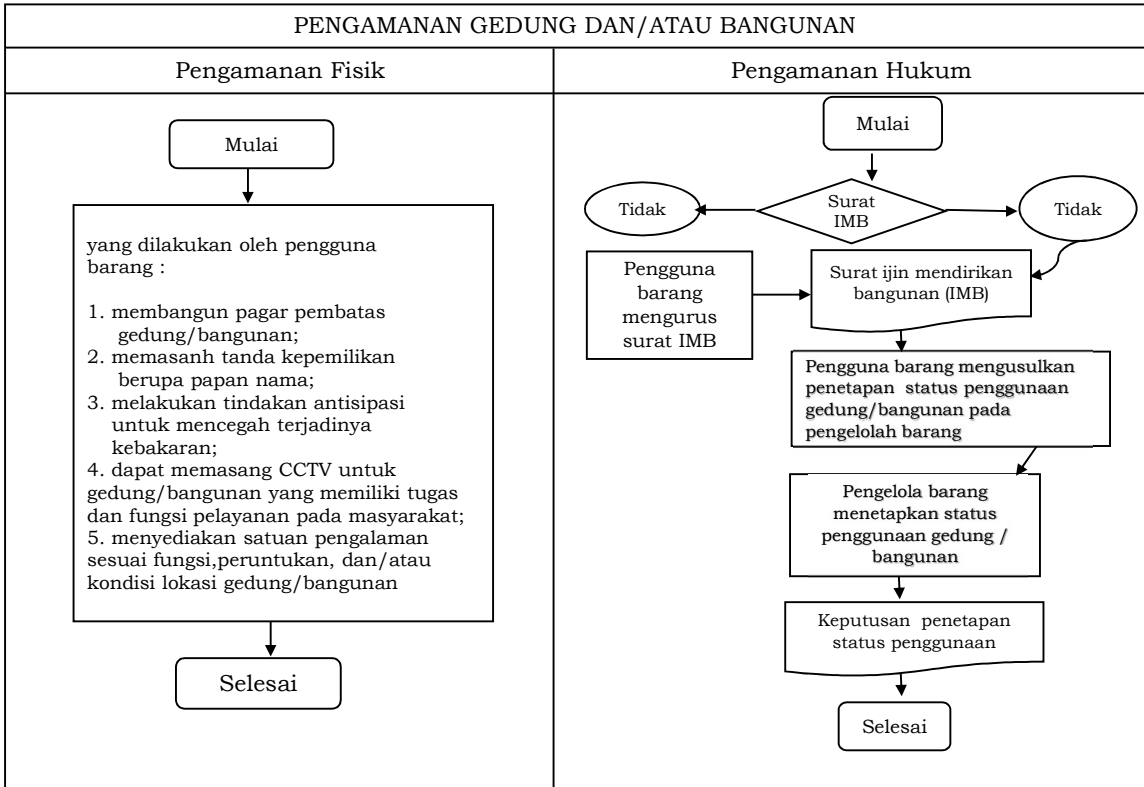 PENGAMANAN GEDUNG DAN/ATAU BANGUNAN
Pengamanan Fisik
Mulai
yang dilakukan oleh pengguna
barang :
1. membangun pagar pembatas
gedung/bangunan;
2. memasanh tanda kepemilikan
berupa papan nama;
3. melakukan tindakan antisipasi
untuk mencegah terjadinya
kebakaran;
4. dapat memasang CCTV untuk
gedung/bangunan yang memiliki tugas
dan fungsi pelayanan pada masyarakat;
5. menyediakan satuan pengalaman
sesuai fungsi,peruntukan, dan/atau
kondisi lokasi gedung/bangunan
Selesai
Pengamanan Hukum
Mulai
Tidak
Surat
IMB
Tidak
Pengguna
barang
mengurus
surat IMB
Surat ijin mendirikan
bangunan (IMB)
Pengguna barang mengusulkan
penetapan status penggunaan
gedung/bangunan pada
pengelolah barang
Pengelola barang
menetapkan status
penggunaan gedung /
bangunan
Keputusan penetapan
status penggunaan
Selesai